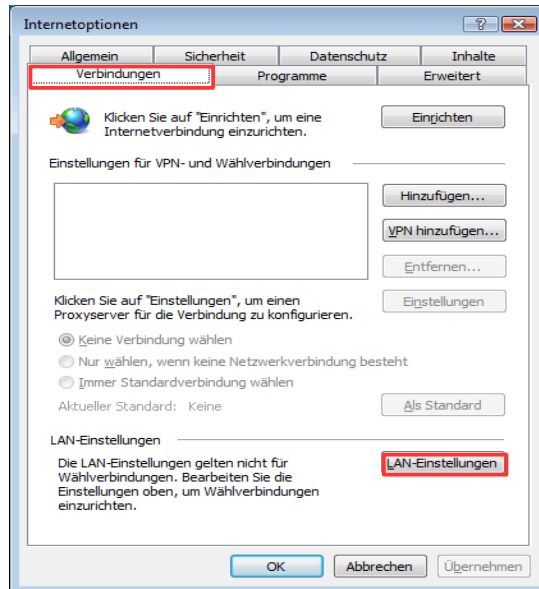 Internetoptionen
Allgemein Sicherheit Datenschutz Inhalte
Verbindungen Programme Erweitert
Klicken Sie auf "Einrichten", um eine
Internetverbindung einzurichten.
Einrichten
Einstellungen für VPN- und Wählverbindungen
Hinzufügen...
VPN hinzufügen...
Entfernen...
Klicken Sie auf "Einstellungen", um einen
Proxyserver für die Verbindung zu konfigurieren.
Einstellungen
Keine Verbindung wählen
Nur wählen, wenn keine Netzwerkverbindung besteht
Immer Standardverbindung wählen
Aktueller Standard: Keine
Als Standard
LAN-Einstellungen
Die LAN-Einstellungen gelten nicht für
Wählverbindungen. Bearbeiten Sie die
Einstellungen oben, um Wählverbindungen
einzurichten.
LAN-Einstellungen
OK Abbrechen Übernehmen